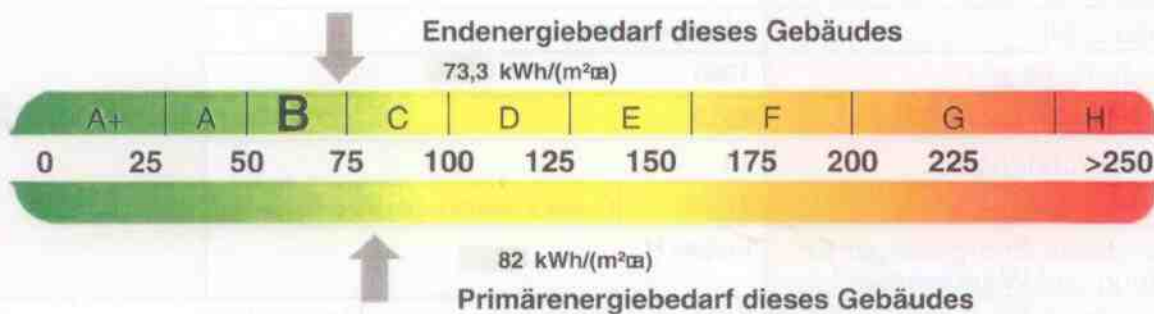 Endenergiebedarf dieses Gebäudes
73,3 kWh/(m²a)
A+ A B C D E F G H
0 25 50 75 100 125 150 175 200 225 >250
82 kWh/(m²a)
Primärenergiebedarf dieses Gebäudes